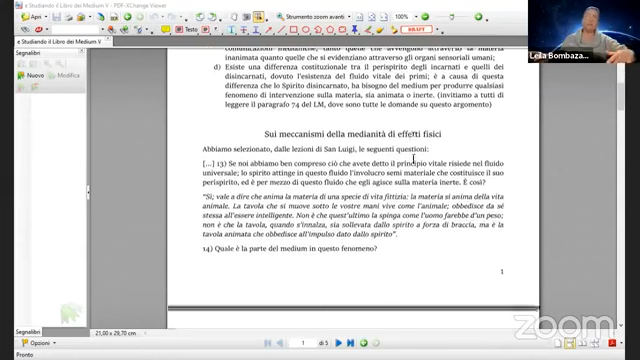 e Studiando il Libro dei Medium V - PDF-XChange Viewer
Apri
Strumento zoom avanti
100%
DRAFT
e Studiando il Libro dei Medium V
Segnalibri
Nuovo
Modifica
inanimata quanto quelle che si evidenziano attraverso gli organi sensoriali umani;
d) Esiste una differenza costituzionale tra il perispirito degli incarnati e quelli dei
disincarnati, dovuto l'esistenza del fluido vitale dei primi; è a causa di questa
differenza che lo Spirito disincarnato, ha bisogno del medium per produrre qualsiasi
fenomeno di intervenzione sulla materia, sia animata o inerte. (invitiamo a tutti di
leggere il paragrafo 74 del LM, dove sono tutte le domande su questo argomento)
Sui meccanismi della medianità di effetti fisici
Abbiamo selezionato, dalle lezioni di San Luigi, le seguenti questioni:
[...] 13) Se noi abbiamo ben compreso ciò che avete detto il principio vitale risiede nel fluido
universale; lo spirito attinge in questo fluido l'involucro semi materiale che costituisce il suo
perispirito, ed è per mezzo di questo fluido che egli agisce sulla materia inerte. È così?
"Sì; vale a dire che anima la materia di una specie di vita fittizia: la materia si anima della vita
animale. La tavola che si muove sotto le vostre mani vive come l'animale; obbedisce da sé
stessa all'essere intelligente. Non è che quest'ultimo la spinga come l'uomo farebbe d'un peso;
non è che la tavola, quando s'innalza, sia sollevata dallo spirito a forza di braccia, ma è la
tavola animata che obbedisce all'impulso dato dallo spirito".
14) Quale è la parte del medium in questo fenomeno?
1
21,00 x 29,70 cm
Segnalibri
1
di 5
Pronto
Leila Bombaza...
zoom